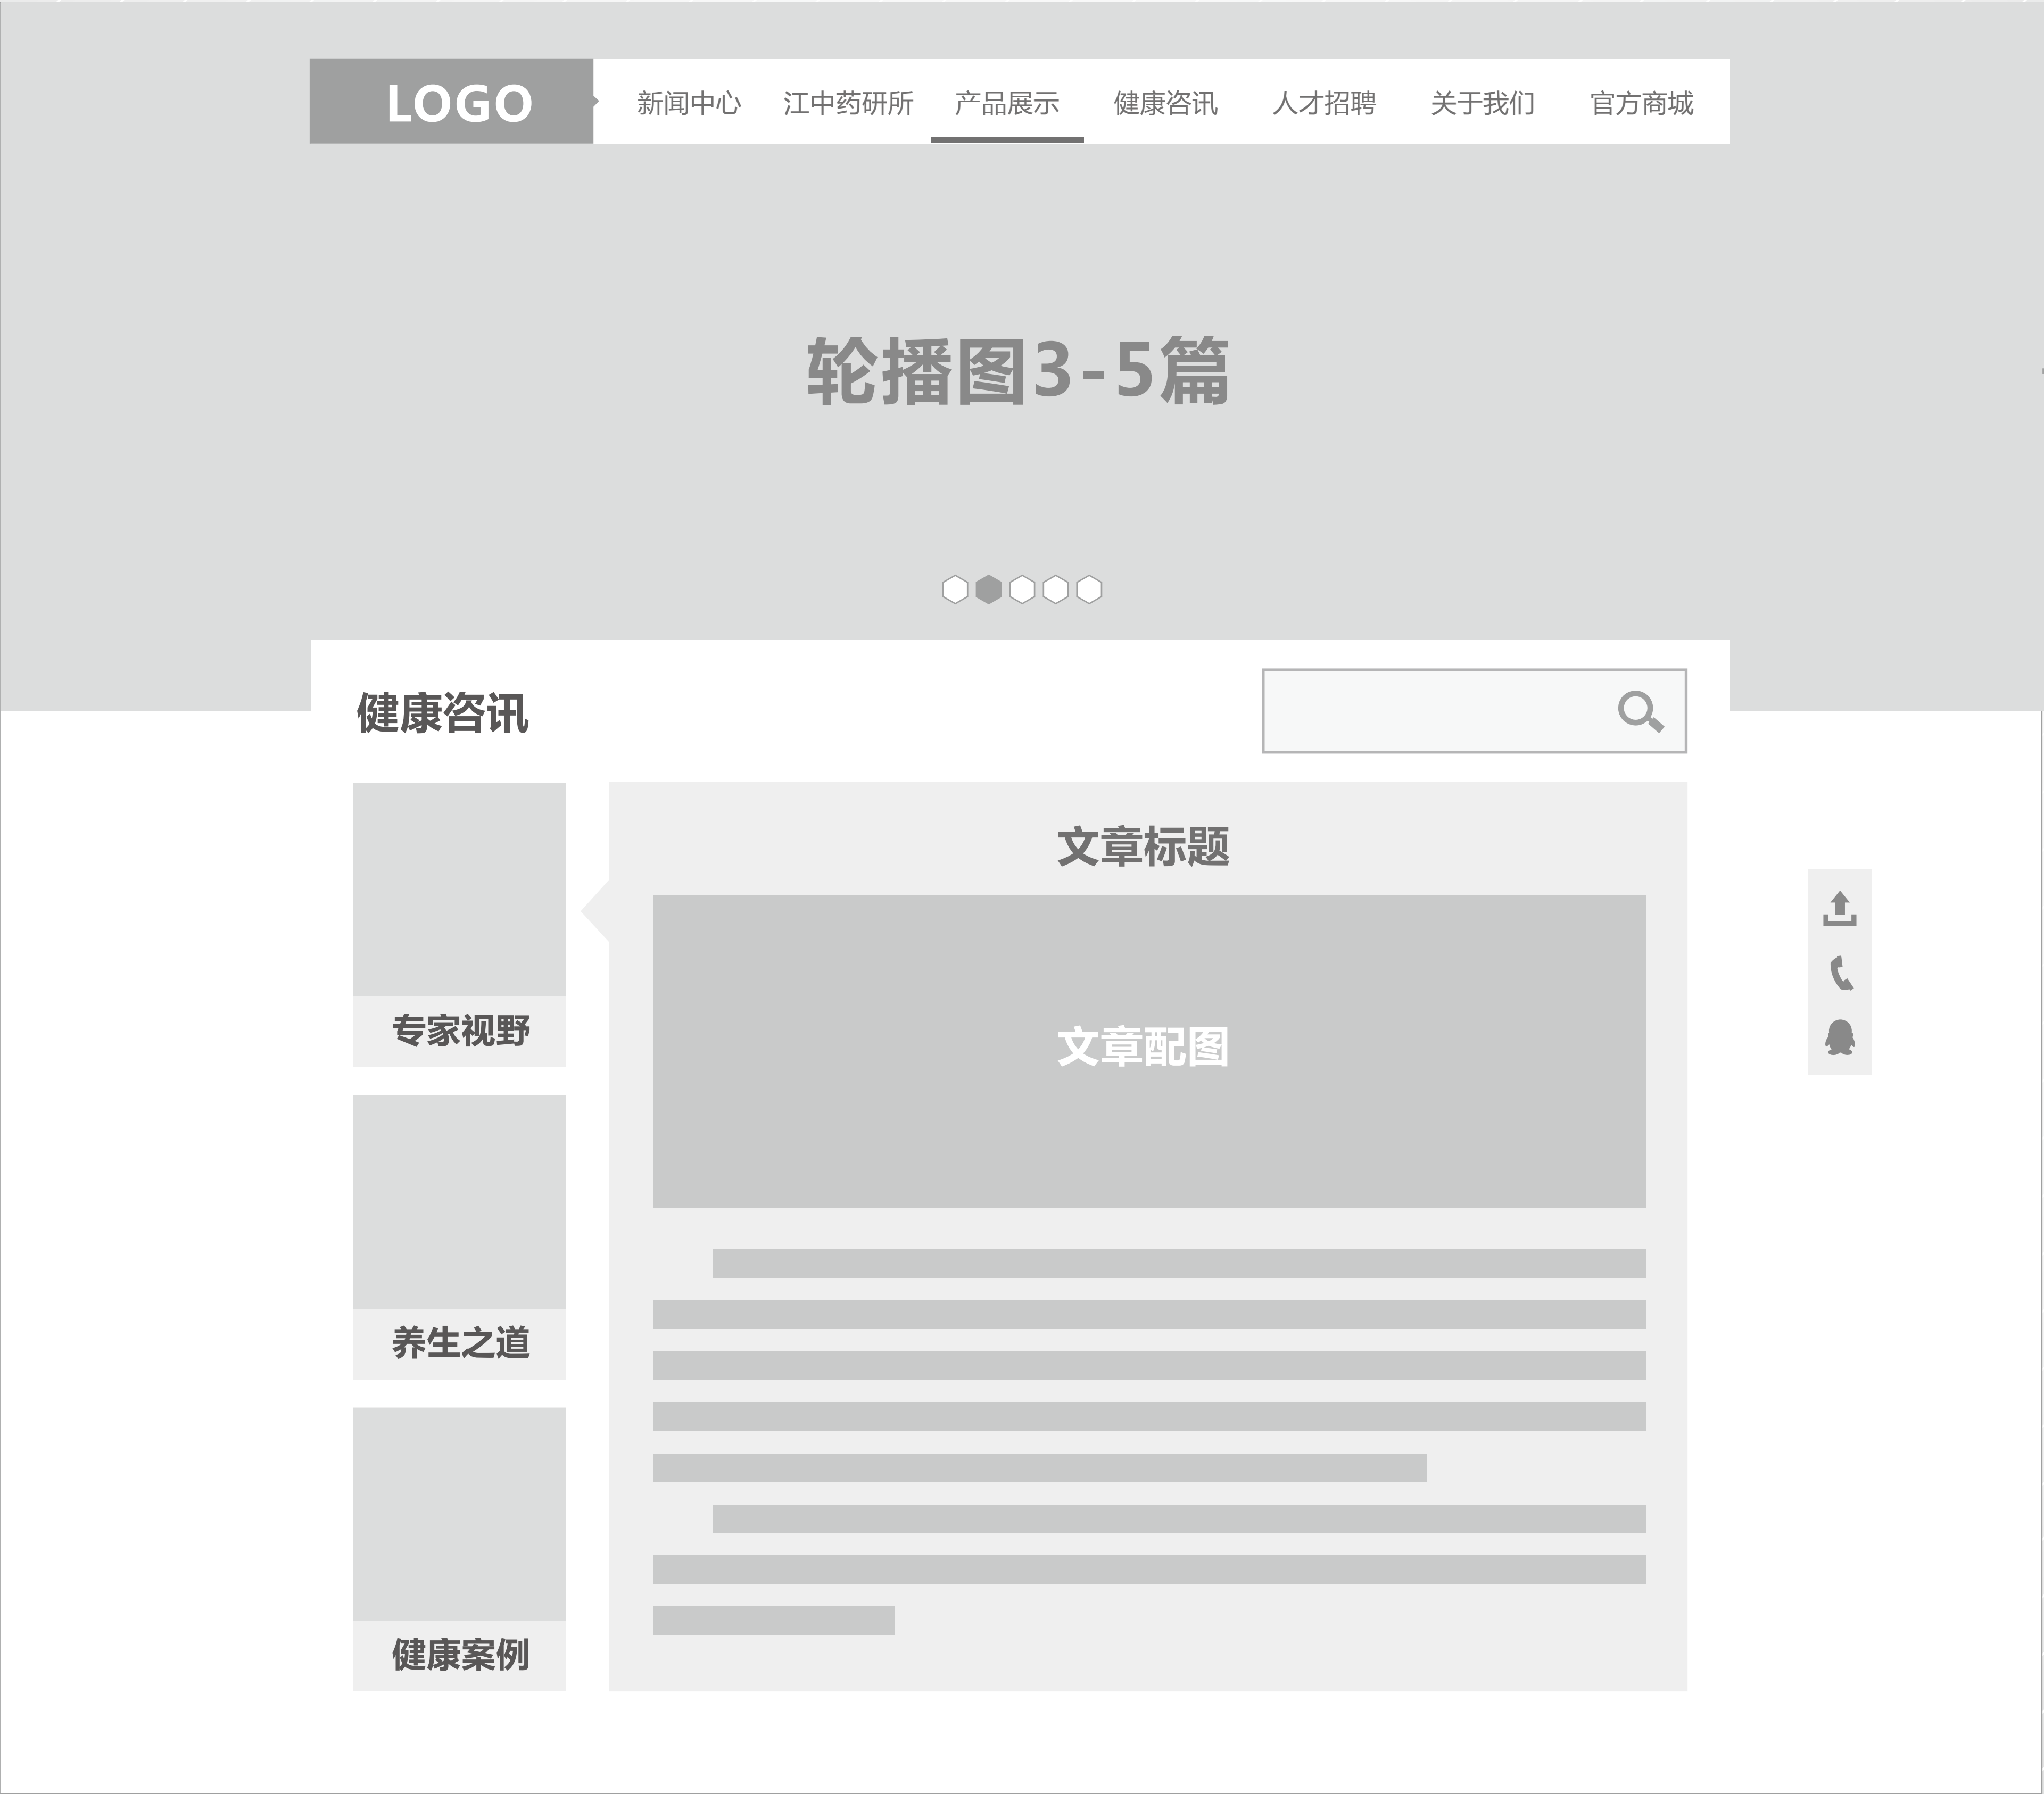 LOGO 新闻中心 江中药研所 产品展示 健康咨讯 人才招聘 关于我们 官方商城
轮播图3-5篇
健康咨讯
文章标题
文章配图
专家视野
养生之道
健康案例